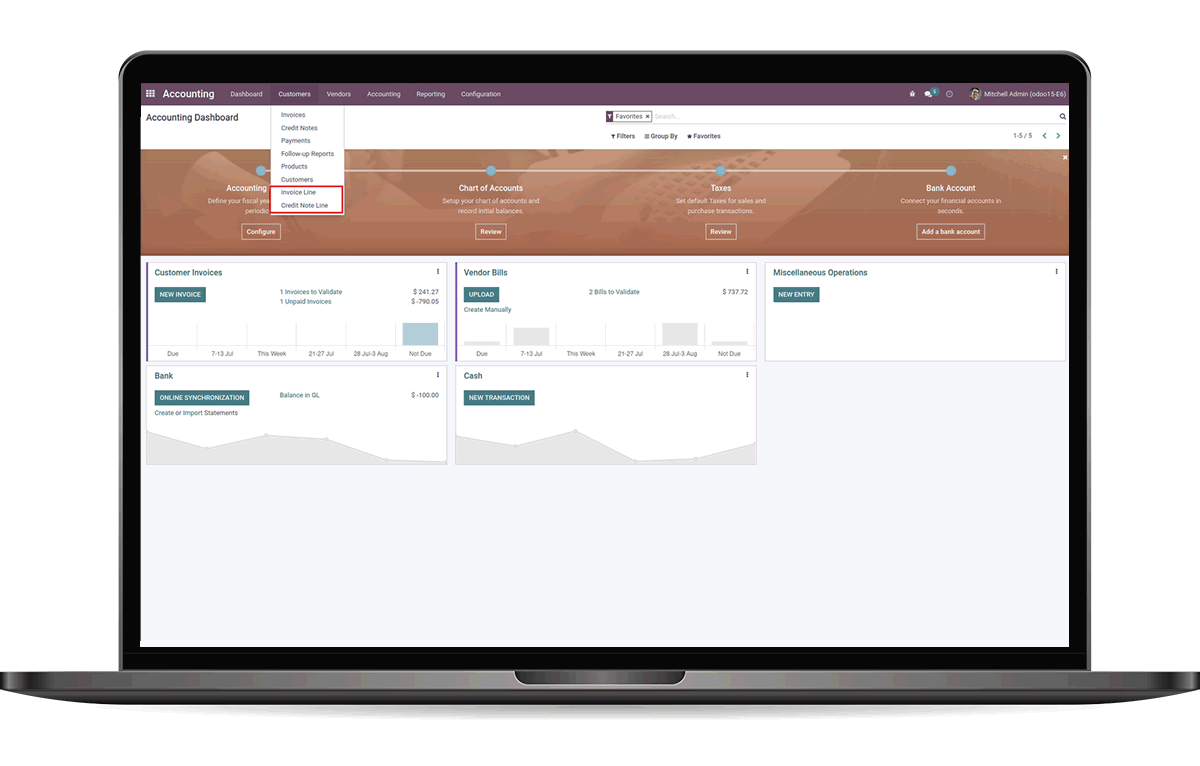 Accounting Dashboard Customers Vendors Accounting Reporting Configuration 5 Mitchell Admin (odoo15-E6)
Accounting Dashboard
Favorites × Search...
Filters Group By Favorites 1-5 / 5
Invoices
Credit Notes
Payments
Follow-up Reports
Products
Customers
Invoice Line
Credit Note Line
Accounting
Define your fiscal yea
periodic
Configure
Chart of Accounts
Setup your chart of accounts and
record initial balances.
Review
Taxes
Set default Taxes for sales and
purchase transactions.
Review
Bank Account
Connect your financial accounts in
seconds.
Add a bank account
Customer Invoices
NEW INVOICE
1 Invoices to Validate $ 241.27
1 Unpaid Invoices $ -790.05
Due 7-13 Jul This Week 21-27 Jul 28 Jul-3 Aug Not Due
Vendor Bills
UPLOAD
2 Bills to Validate $ 737.72
Create Manually
Due 7-13 Jul This Week 21-27 Jul 28 Jul-3 Aug Not Due
Miscellaneous Operations
NEW ENTRY
Bank
ONLINE SYNCHRONIZATION
Balance in GL $ -100.00
Create or Import Statements
Cash
NEW TRANSACTION